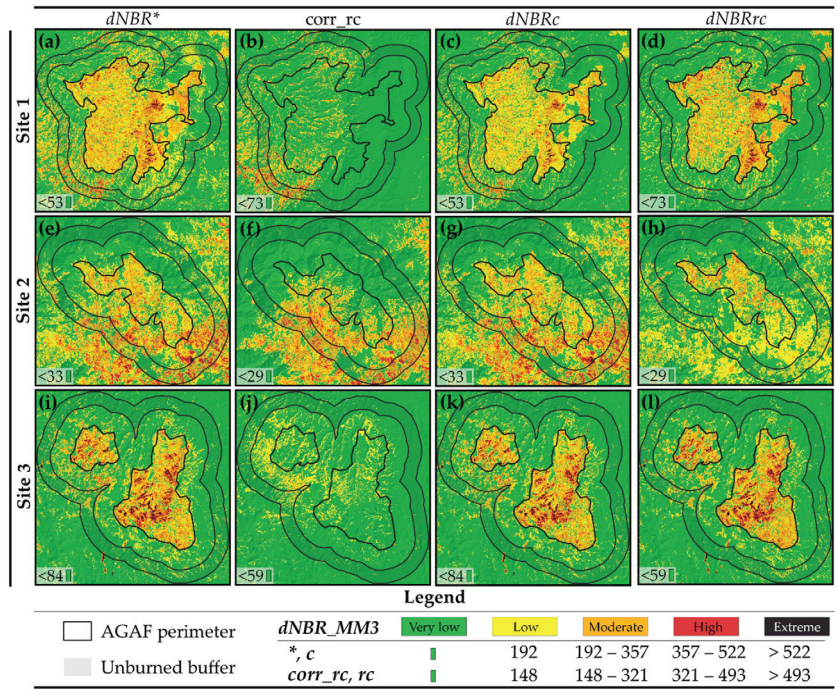 dNBR* corr_rc dNBRc dNBRrc
Site 1
(a) (b) (c) (d)
<53 <73 <53 <73
Site 2
(e) (f) (g) (h)
<33 <29 <33 <29
Site 3
(i) (j) (k) (l)
<84 <59 <84 <59
Legend
AGAF perimeter
Unburned buffer
dNBR_MM3 Very low Low Moderate High Extreme
*, c 192 192 – 357 357 – 522 > 522
corr_rc, rc 148 148 – 321 321 – 493 > 493